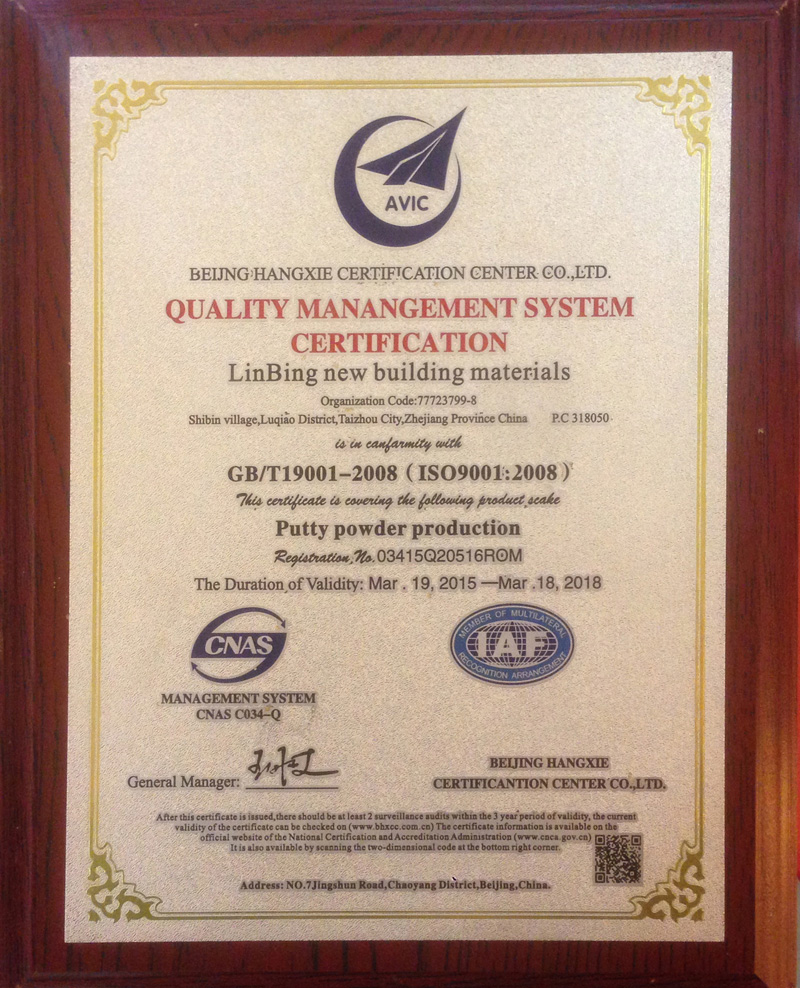 AVIC
BEIJNG HANGXIE CERTIFICATION CENTER CO.,LTD.
QUALITY MANANGEMENT SYSTEM
CERTIFICATION
LinBing new building materials
Organization Code:77723799-8
Shibin village,Luqiao District,Taizhou City,Zhejiang Province China P.C 318050
is in canfarmity with
GB/T19001-2008 ( ISO9001:2008 )
This certificate is covering the following product scake
Putty powder production
Registration No. 03415Q20516ROM
The Duration of Validity: Mar . 19, 2015 —Mar .18, 2018
CNAS
MEMBER OF MULTILATERAL
IAF
RECOGNITION ARRANGEMENT
MANAGEMENT SYSTEM
CNAS C034-Q
General Manager:
BEIJING HANGXIE
CERTIFICANTION CENTER CO.,LTD.
After this certificate is issued,there should be at least 2 surveillance audits within the 3 year period of validity, the current
validity of the certificate can be checked on (www.bhxcc.com.cn) The certificate information is available on the
official website of the National Certification and Accreditation Administration (www.cnca.gov.cn)
It is also available by scanning the two-dimensional code at the bottom right corner.
Address: NO.7Jingshun Road,Chaoyang District,Beijing,China.